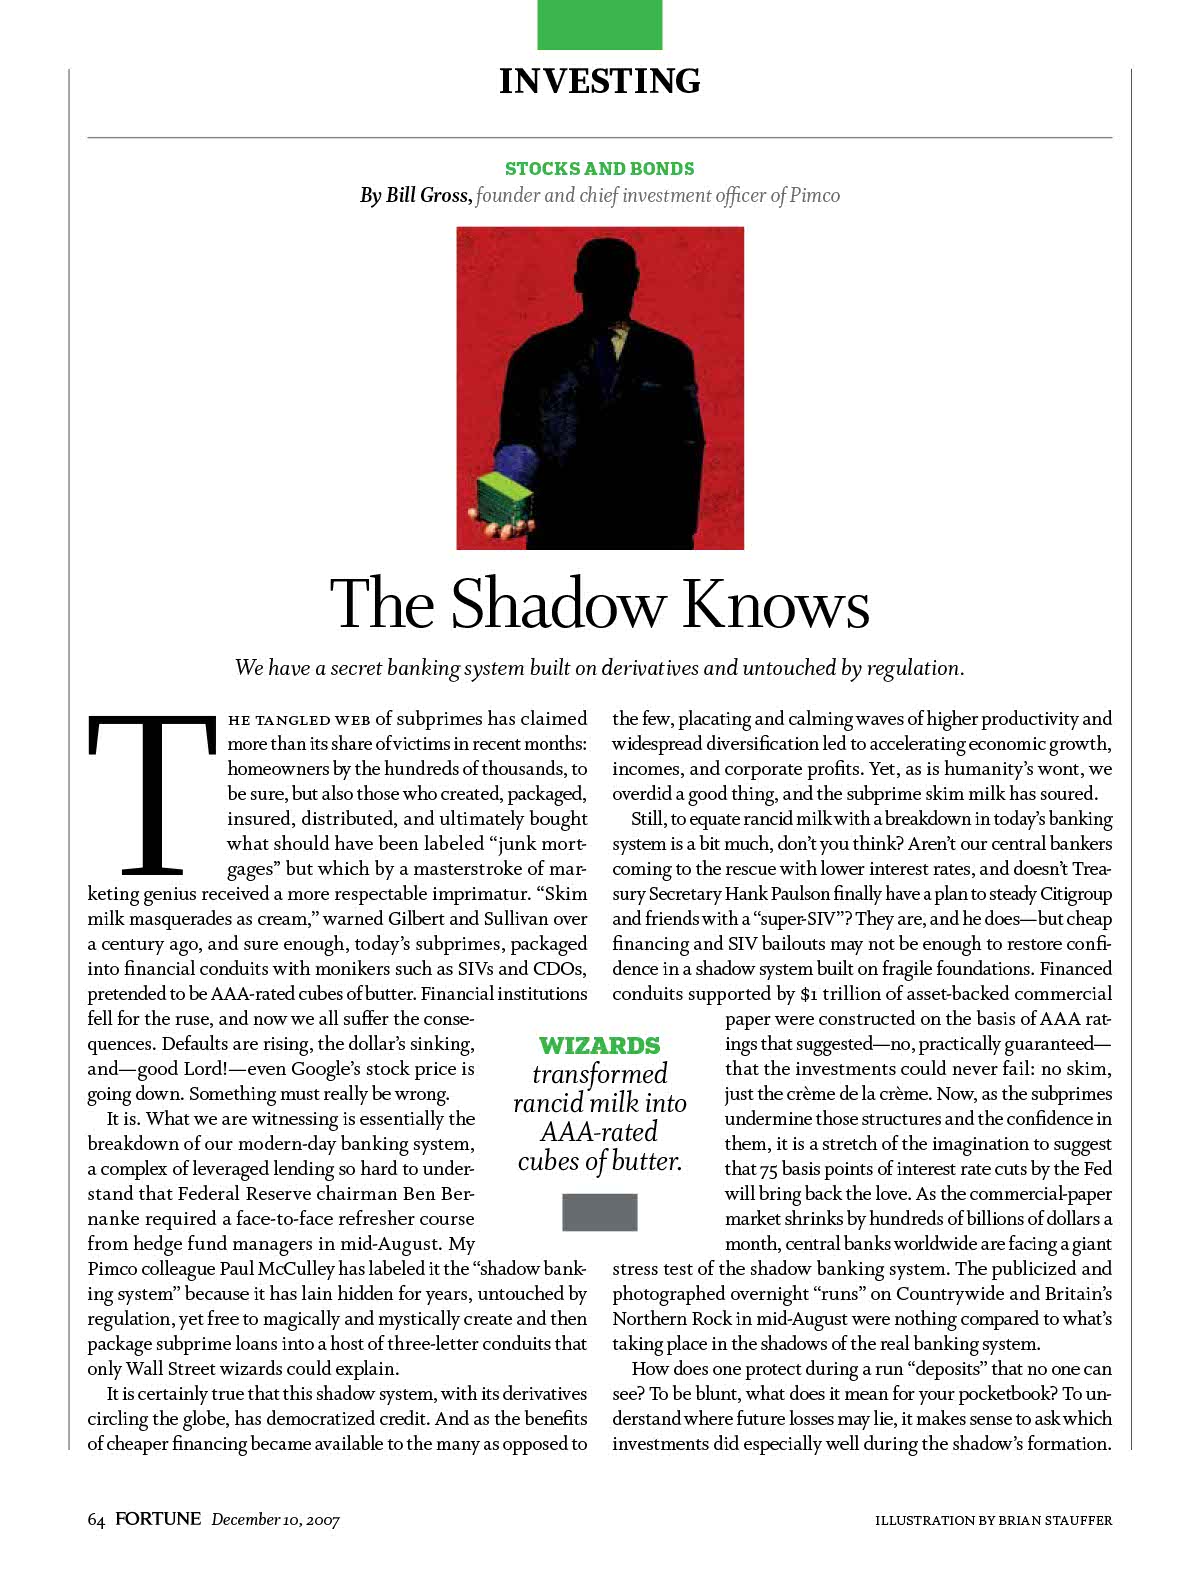 INVESTING
STOCKS AND BONDS
By Bill Gross, founder and chief investment officer of Pimco
The Shadow Knows
We have a secret banking system built on derivatives and untouched by regulation.
THE TANGLED WEB of subprimes has claimed
more than its share of victims in recent months:
homeowners by the hundreds of thousands, to
be sure, but also those who created, packaged,
insured, distributed, and ultimately bought
what should have been labeled “junk mort-
gages” but which by a masterstroke of mar-
keting genius received a more respectable imprimatur. “Skim
milk masquerades as cream,” warned Gilbert and Sullivan over
a century ago, and sure enough, today’s subprimes, packaged
into financial conduits with monikers such as SIVs and CDOs,
pretended to be AAA-rated cubes of butter. Financial institutions
fell for the ruse, and now we all suffer the conse-
quences. Defaults are rising, the dollar’s sinking,
and—good Lord!—even Google’s stock price is
going down. Something must really be wrong.
It is. What we are witnessing is essentially the
breakdown of our modern-day banking system,
a complex of leveraged lending so hard to under-
stand that Federal Reserve chairman Ben Ber-
nanke required a face-to-face refresher course
from hedge fund managers in mid-August. My
Pimco colleague Paul McCulley has labeled it the “shadow bank-
ing system” because it has lain hidden for years, untouched by
regulation, yet free to magically and mystically create and then
package subprime loans into a host of three-letter conduits that
only Wall Street wizards could explain.
It is certainly true that this shadow system, with its derivatives
circling the globe, has democratized credit. And as the benefits
of cheaper financing became available to the many as opposed to
the few, placating and calming waves of higher productivity and
widespread diversification led to accelerating economic growth,
incomes, and corporate profits. Yet, as is humanity’s wont, we
overdid a good thing, and the subprime skim milk has soured.
Still, to equate rancid milk with a breakdown in today’s banking
system is a bit much, don’t you think? Aren’t our central bankers
coming to the rescue with lower interest rates, and doesn’t Trea-
sury Secretary Hank Paulson finally have a plan to steady Citigroup
and friends with a “super-SIV”? They are, and he does—but cheap
financing and SIV bailouts may not be enough to restore confi-
dence in a shadow system built on fragile foundations. Financed
conduits supported by $1 trillion of asset-backed commercial
paper were constructed on the basis of AAA rat-
ings that suggested—no, practically guaranteed—
that the investments could never fail: no skim,
just the crème de la crème. Now, as the subprimes
undermine those structures and the confidence in
them, it is a stretch of the imagination to suggest
that 75 basis points of interest rate cuts by the Fed
will bring back the love. As the commercial-paper
market shrinks by hundreds of billions of dollars a
month, central banks worldwide are facing a giant
stress test of the shadow banking system. The publicized and
photographed overnight “runs” on Countrywide and Britain’s
Northern Rock in mid-August were nothing compared to what’s
taking place in the shadows of the real banking system.
How does one protect during a run “deposits” that no one can
see? To be blunt, what does it mean for your pocketbook? To un-
derstand where future losses may lie, it makes sense to ask which
investments did especially well during the shadow’s formation.
WIZARDS
transformed
rancid milk into
AAA-rated
cubes of butter.
64 FORTUNE December 10, 2007
ILLUSTRATION BY BRIAN STAUFFER